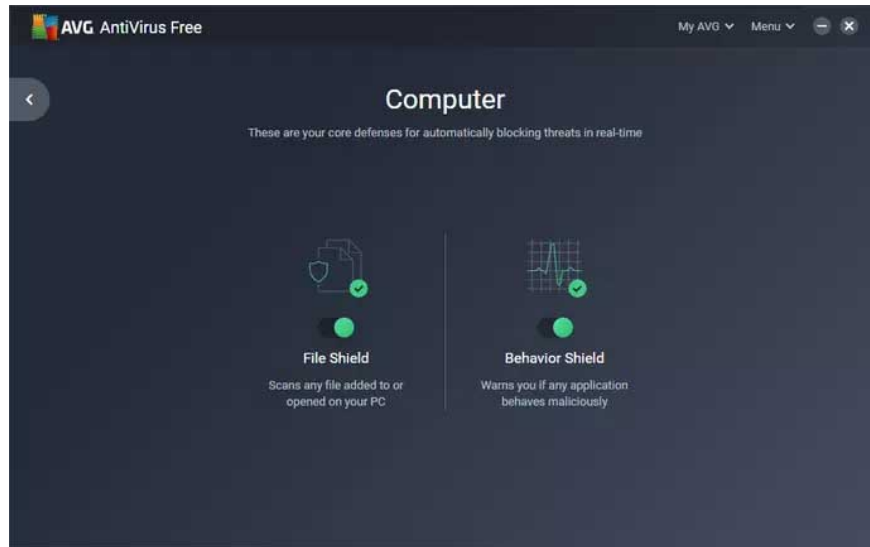 AVG AntiVirus Free
My AVG
Menu
Computer
These are your core defenses for automatically blocking threats in real-time
File Shield
Scans any file added to or
opened on your PC
Behavior Shield
Warns you if any application
behaves maliciously